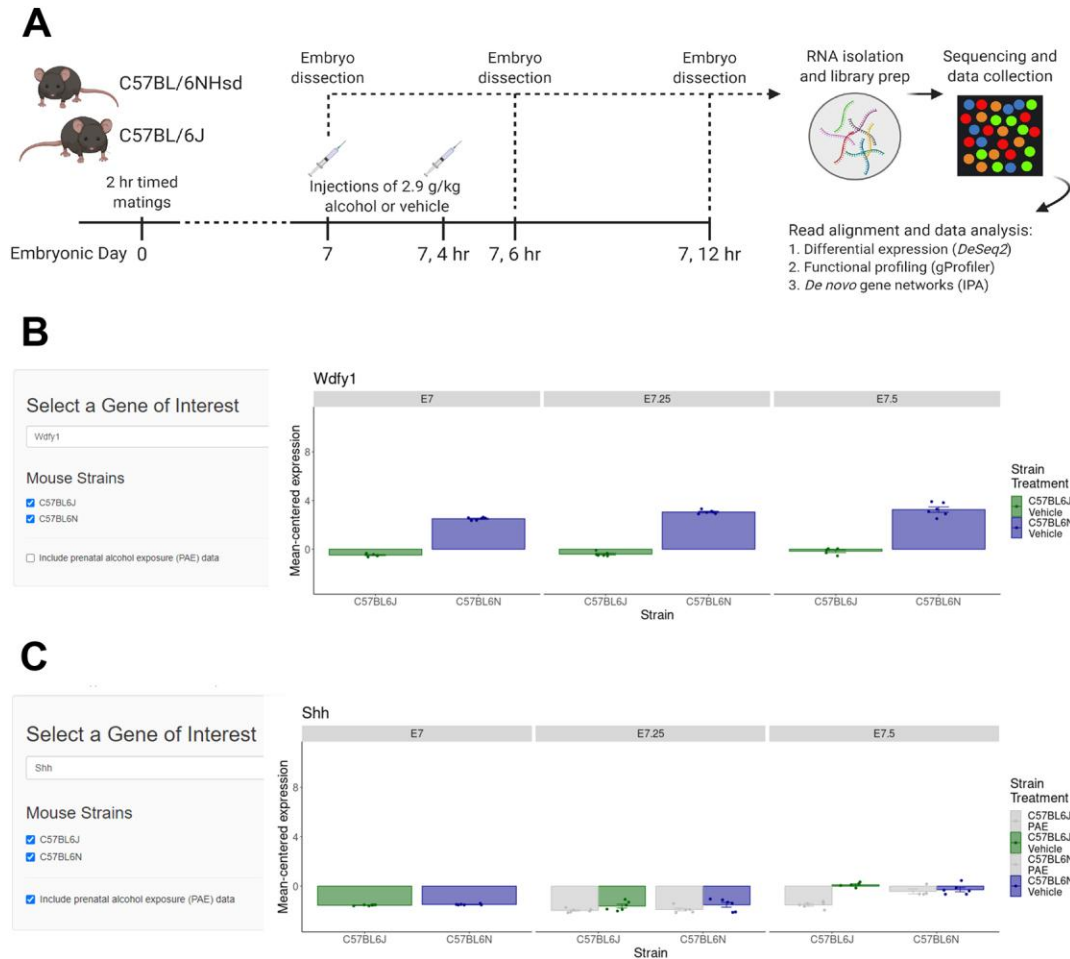 A
C57BL/6NHsd
C57BL/6J
2 hr timed
matings
Embryo
dissection
Embryo
dissection
Embryo
dissection
RNA isolation
and library prep
Sequencing and
data collection
Injections of 2.9 g/kg
alcohol or vehicle
Embryonic Day 0
7
7, 4 hr
7, 6 hr
7, 12 hr
Read alignment and data analysis:
1. Differential expression (DeSeq2)
2. Functional profiling (gProfiler)
3. De novo gene networks (IPA)
B
Select a Gene of Interest
Wdfy1
Mouse Strains
C57BL6J
C57BL6N
Include prenatal alcohol exposure (PAE) data
Wdfy1
E7
E7.25
E7.5
Mean-centered expression
8
4
0
C57BL6J
C57BL6N
C57BL6J
C57BL6N
C57BL6J
C57BL6N
Strain
Strain
Treatment
C57BL6J
Vehicle
C57BL6N
Vehicle
C
Select a Gene of Interest
Shh
Mouse Strains
C57BL6J
C57BL6N
Include prenatal alcohol exposure (PAE) data
Shh
E7
E7.25
E7.5
Mean-centered expression
8
4
0
C57BL6J
C57BL6N
C57BL6J
C57BL6N
C57BL6J
C57BL6N
Strain
Strain
Treatment
C57BL6J
PAE
C57BL6J
Vehicle
C57BL6N
PAE
C57BL6N
Vehicle